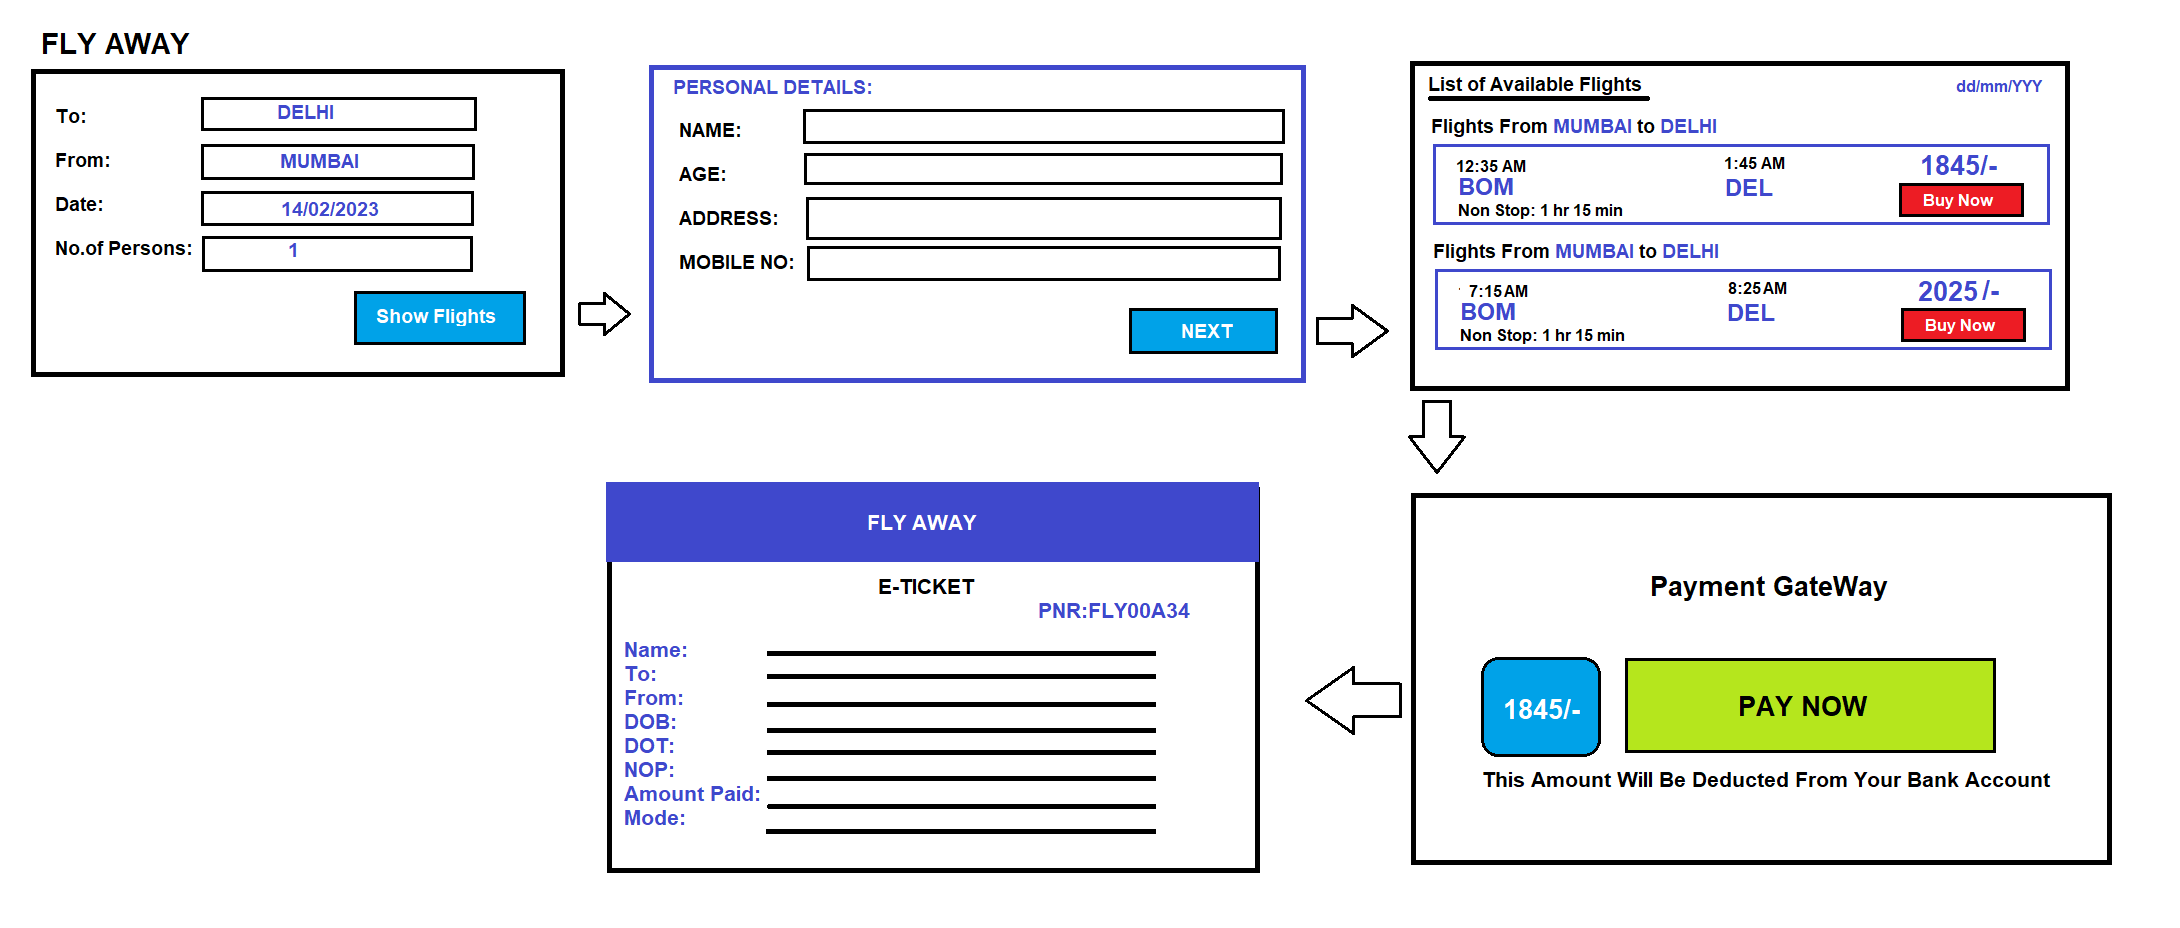 FLY AWAY
To: DELHI
From: MUMBAI
Date: 14/02/2023
No.of Persons: 1
Show Flights
PERSONAL DETAILS:
NAME:
AGE:
ADDRESS:
MOBILE NO:
NEXT
List of Available Flights dd/mm/YYY
Flights From MUMBAI to DELHI
12:35 AM 1:45 AM 1845/-
BOM DEL Buy Now
Non Stop: 1 hr 15 min
Flights From MUMBAI to DELHI
7:15 AM 8:25 AM 2025 /-
BOM DEL Buy Now
Non Stop: 1 hr 15 min
Payment GateWay
1845/- PAY NOW
This Amount Will Be Deducted From Your Bank Account
FLY AWAY
E-TICKET
PNR:FLY00A34
Name:
To:
From:
DOB:
DOT:
NOP:
Amount Paid:
Mode: